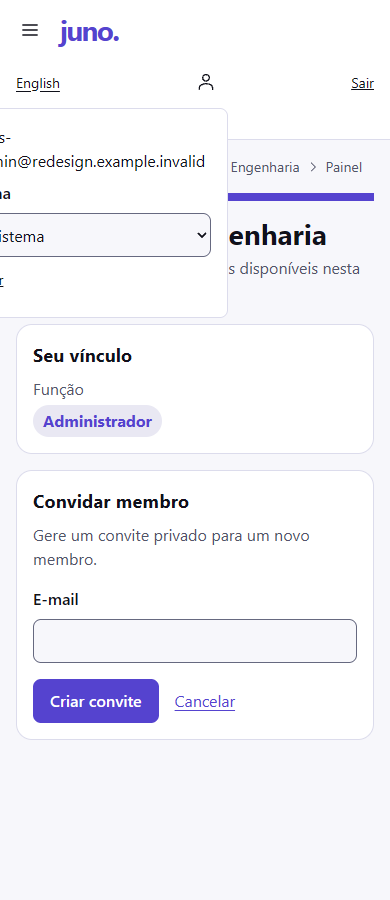 juno.
English
Sair
s-
nin@redesign.example.invalid
na
istema
r
Engenharia > Painel
enharia
s disponíveis nesta
Seu vínculo
Função
Administrador
Convidar membro
Gere um convite privado para um novo
membro.
E-mail
Criar convite
Cancelar